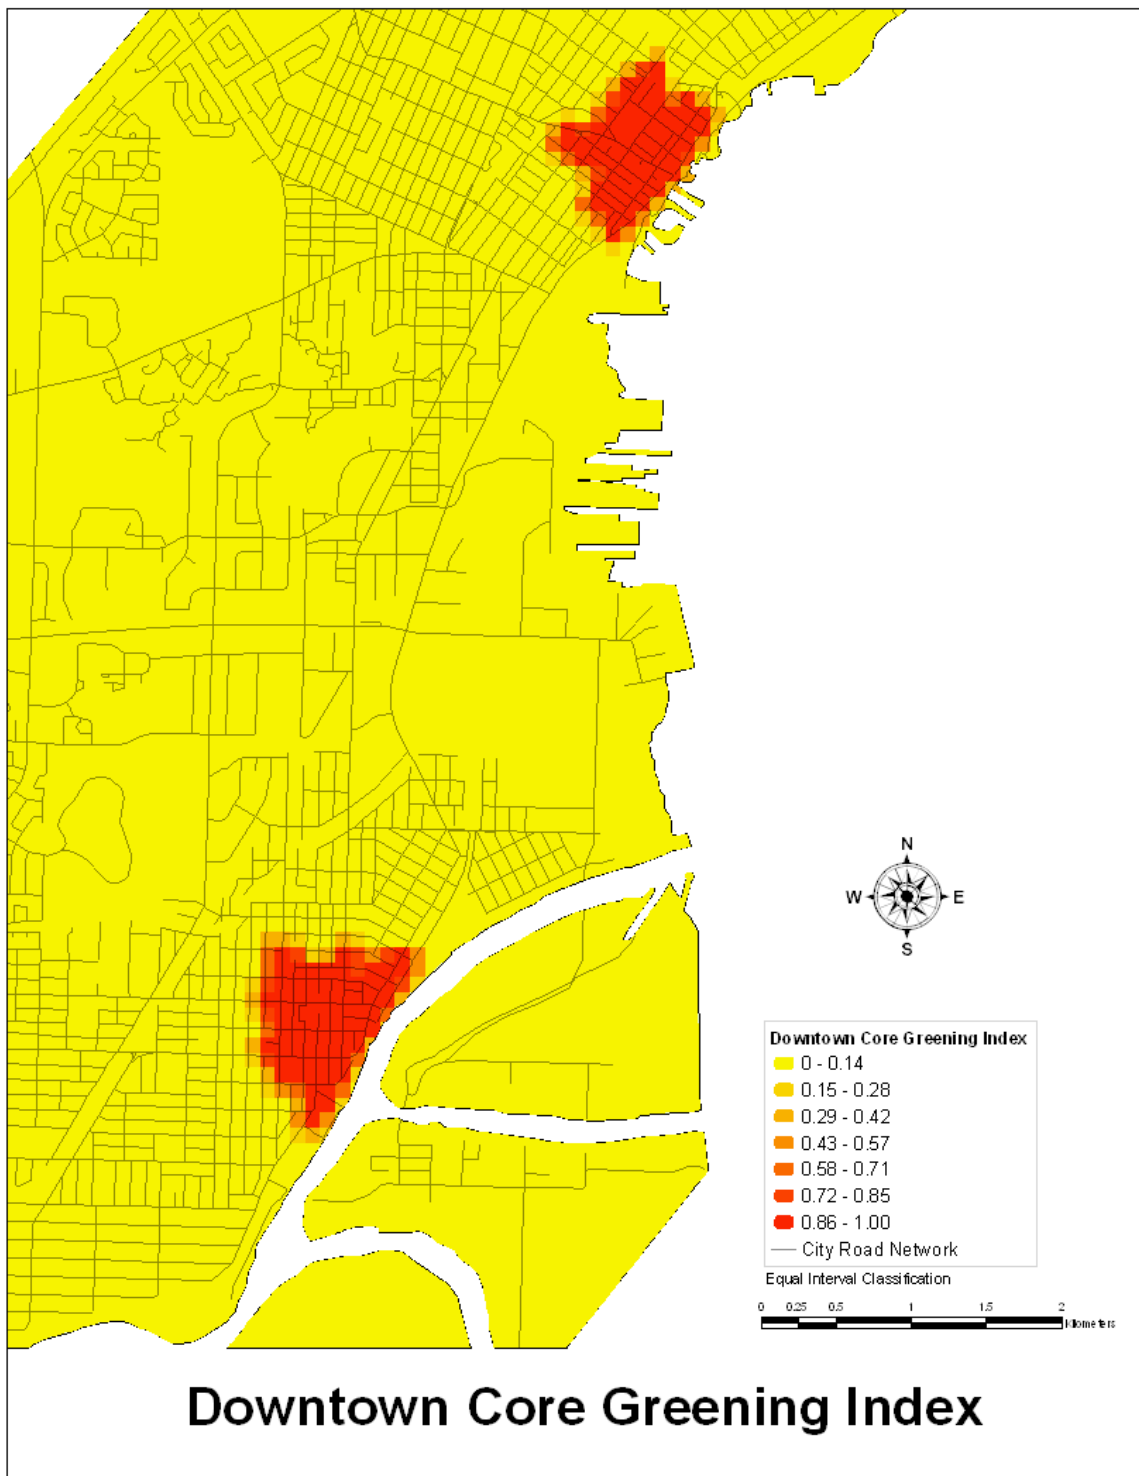 N
W E
S
Downtown Core Greening Index
0 - 0.14
0.15 - 0.28
0.29 - 0.42
0.43 - 0.57
0.58 - 0.71
0.72 - 0.85
0.86 - 1.00
City Road Network
Equal Interval Classification
0 0.25 0.5 1 1.5 2
Kilometers
Downtown Core Greening Index